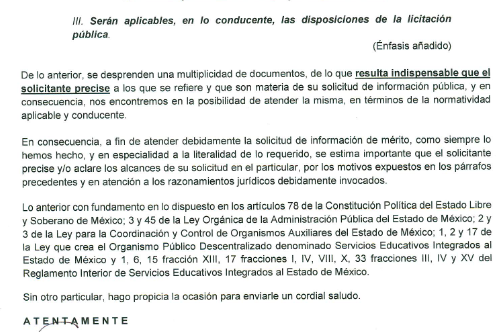 III. Serán aplicables, en lo conducente, las disposiciones de la licitación
pública.
(Énfasis añadido)
De lo anterior, se desprenden una multiplicidad de documentos, de lo que resulta indispensable que el
solicitante precise a los que se refiere y que son materia de su solicitud de información pública, y en
consecuencia, nos encontremos en la posibilidad de atender la misma, en términos de la normatividad
aplicable y conducente.
En consecuencia, a fin de atender debidamente la solicitud de información de mérito, como siempre lo
hemos hecho, y en especialidad a la literalidad de lo requerido, se estima importante que el solicitante
precise y/o aclare los alcances de su solicitud en el particular, por los motivos expuestos en los párrafos
precedentes y en atención a los razonamientos jurídicos debidamente invocados.
Lo anterior con fundamento en lo dispuesto en los artículos 78 de la Constitución Política del Estado Libre
y Soberano de México; 3 y 45 de la Ley Orgánica de la Administración Pública del Estado de México; 2 y
3 de la Ley para la Coordinación y Control de Organismos Auxiliares del Estado de México; 1, 2 y 17 de
la Ley que crea el Organismo Público Descentralizado denominado Servicios Educativos Integrados al
Estado de México y 1, 6, 15 fracción XIII, 17 fracciones I, IV, VIII, X, 33 fracciones III, IV y XV del
Reglamento Interior de Servicios Educativos Integrados al Estado de México.
Sin otro particular, hago propicia la ocasión para enviarle un cordial saludo.
A T E N T A M E N T E